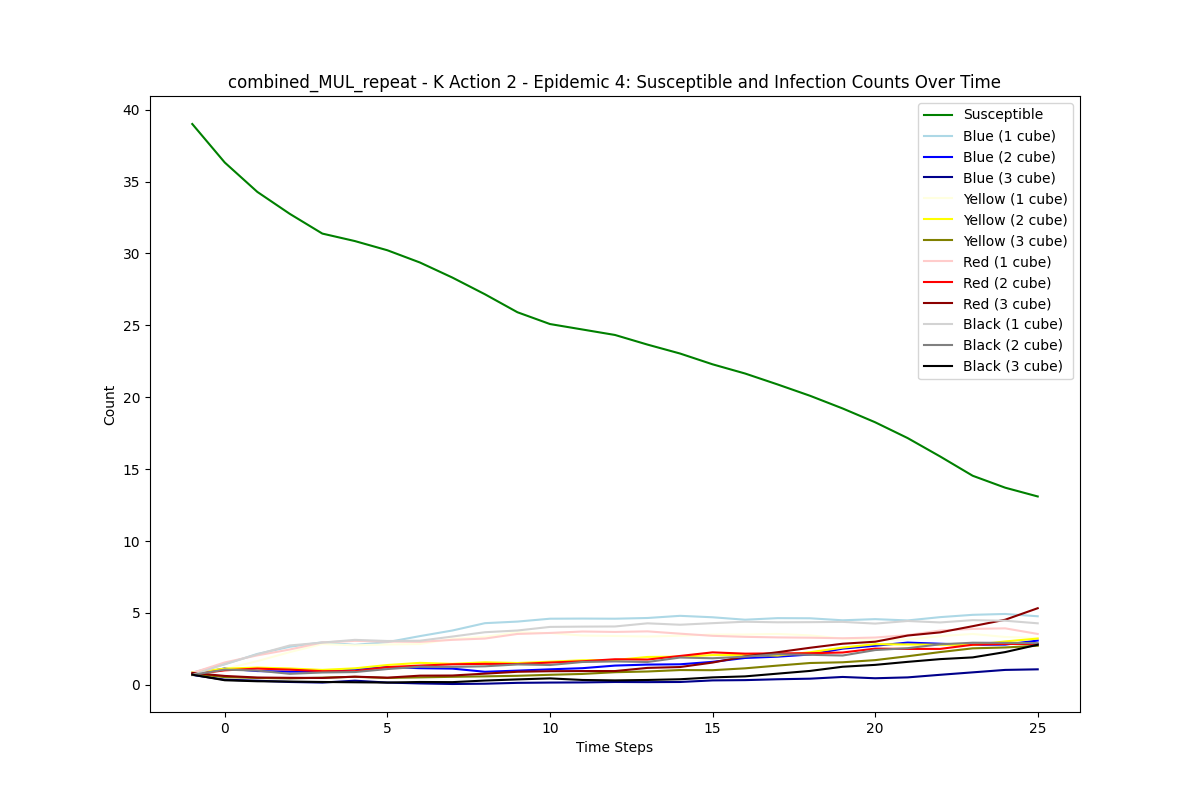 combined_MUL_repeat - K Action 2 - Epidemic 4: Susceptible and Infection Counts Over Time
40
35
30
25
20
15
10
5
0
Count
Susceptible
Blue (1 cube)
Blue (2 cube)
Blue (3 cube)
Yellow (1 cube)
Yellow (2 cube)
Yellow (3 cube)
Red (1 cube)
Red (2 cube)
Red (3 cube)
Black (1 cube)
Black (2 cube)
Black (3 cube)
0 5 10 15 20 25
Time Steps